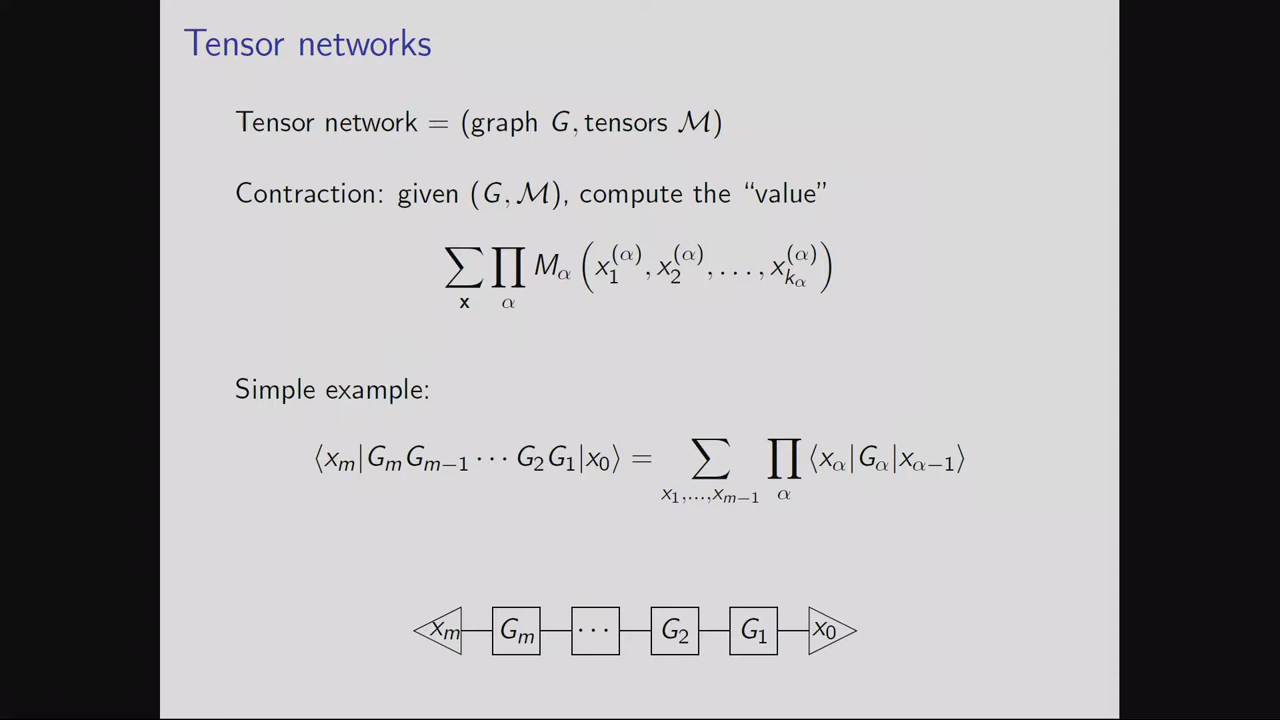 Tensor networks
Tensor network = (graph G, tensors ℳ)
Contraction: given (G, ℳ), compute the “value”
∑_x ∏_α M_α (x_1^{(α)}, x_2^{(α)}, . . . , x_{k_α}^{(α)})
Simple example:
⟨x_m|G_m G_{m−1} · · · G_2 G_1|x_0⟩ = ∑_{x_1,...,x_{m−1}} ∏_α ⟨x_α|G_α|x_{α−1}⟩
x_m G_m · · · G_2 G_1 x_0